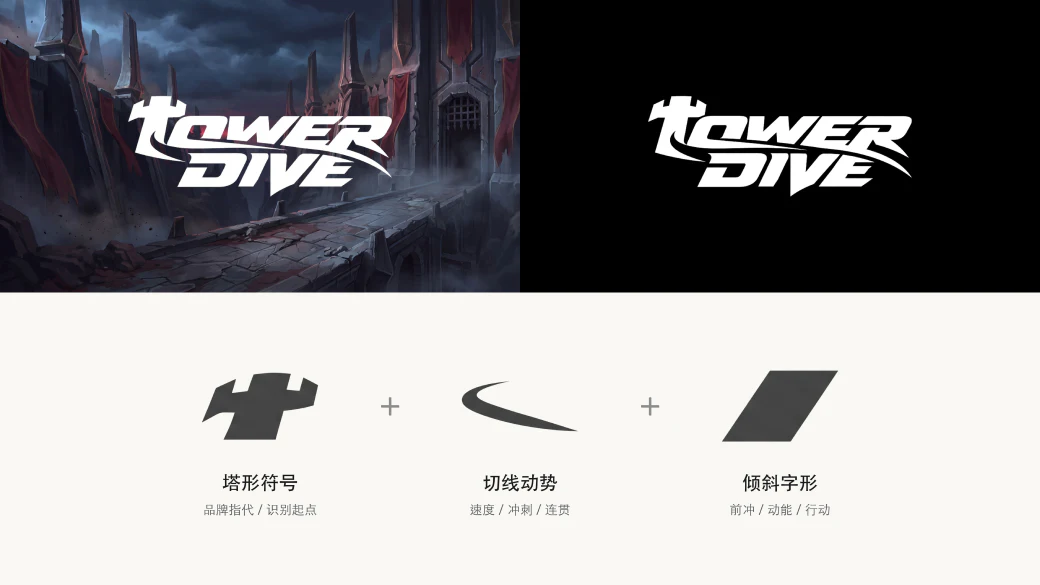 TOWER
DIVE
TOWER
DIVE
塔形符号
品牌指代 / 识别起点
切线动势
速度 / 冲刺 / 连贯
倾斜字形
前冲 / 动能 / 行动